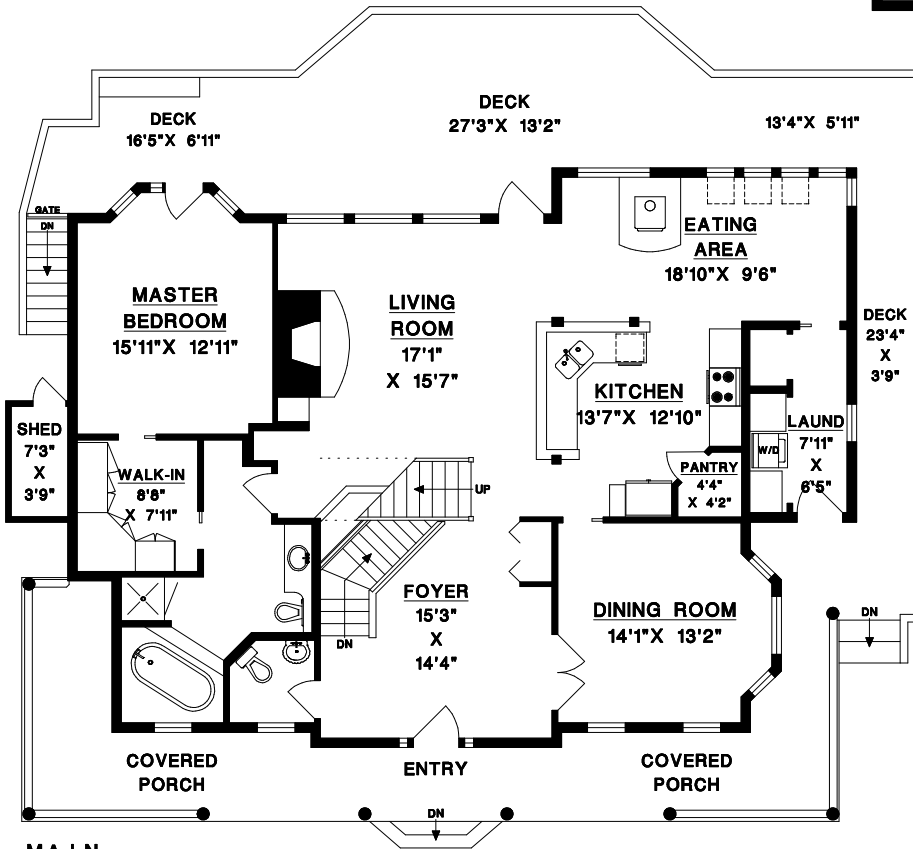 DECK
16'5"X 6'11"
DECK
27'3"X 13'2"
13'4"X 5'11"
GATE
DN
MASTER
BEDROOM
15'11"X 12'11"
LIVING
ROOM
17'1"
X 15'7"
EATING
AREA
18'10"X 9'6"
DECK
23'4"
X
3'9"
KITCHEN
13'7"X 12'10"
SHED
7'3"
X
3'9"
WALK-IN
8'8"
X 7'11"
LAUND
7'11"
X
6'5"
W/D
PANTRY
4'4"
X 4'2"
UP
FOYER
15'3"
X
14'4"
DN
DINING ROOM
14'1"X 13'2"
DN
COVERED
PORCH
ENTRY
COVERED
PORCH
DN
MAIN